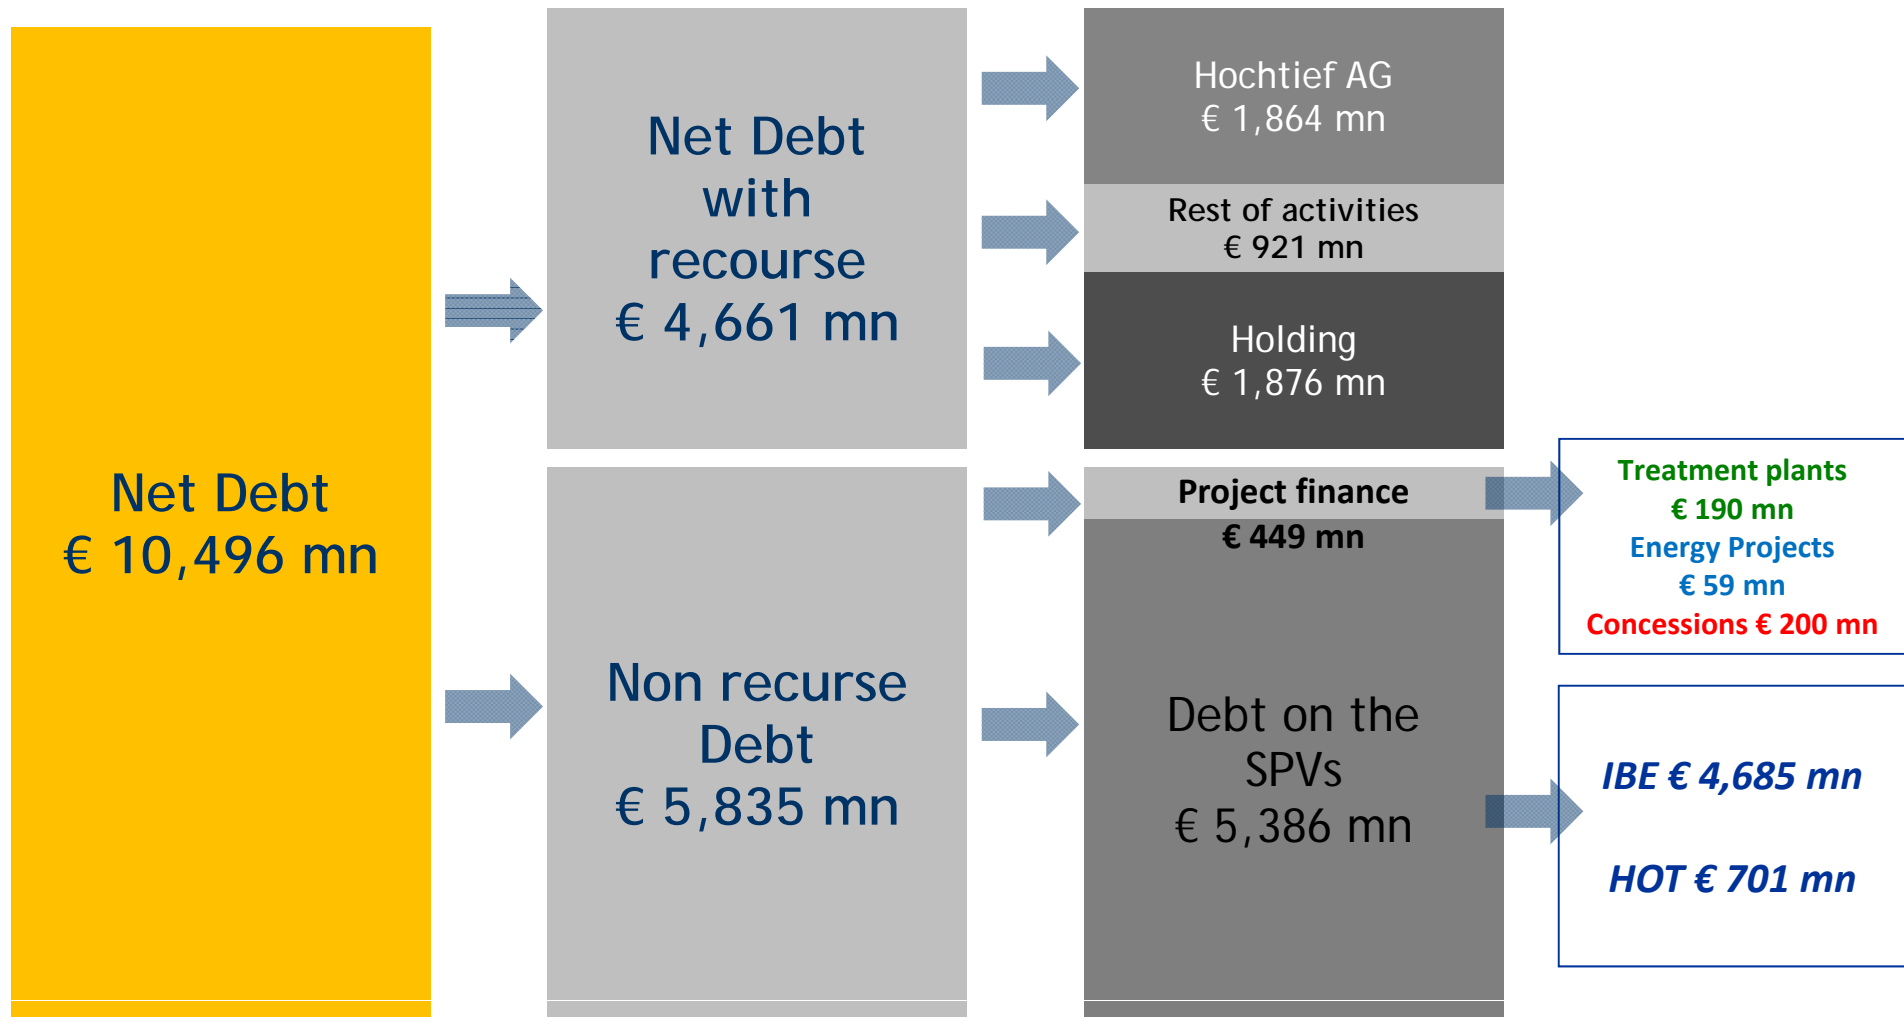 Net Debt
€ 10,496 mn
Net Debt
with
recourse
€ 4,661 mn
Non recurse
Debt
€ 5,835 mn
Hochtief AG
€ 1,864 mn
Rest of activities
€ 921 mn
Holding
€ 1,876 mn
Project finance
€ 449 mn
Debt on the
SPVs
€ 5,386 mn
Treatment plants
€ 190 mn
Energy Projects
€ 59 mn
Concessions € 200 mn
IBE € 4,685 mn
HOT € 701 mn